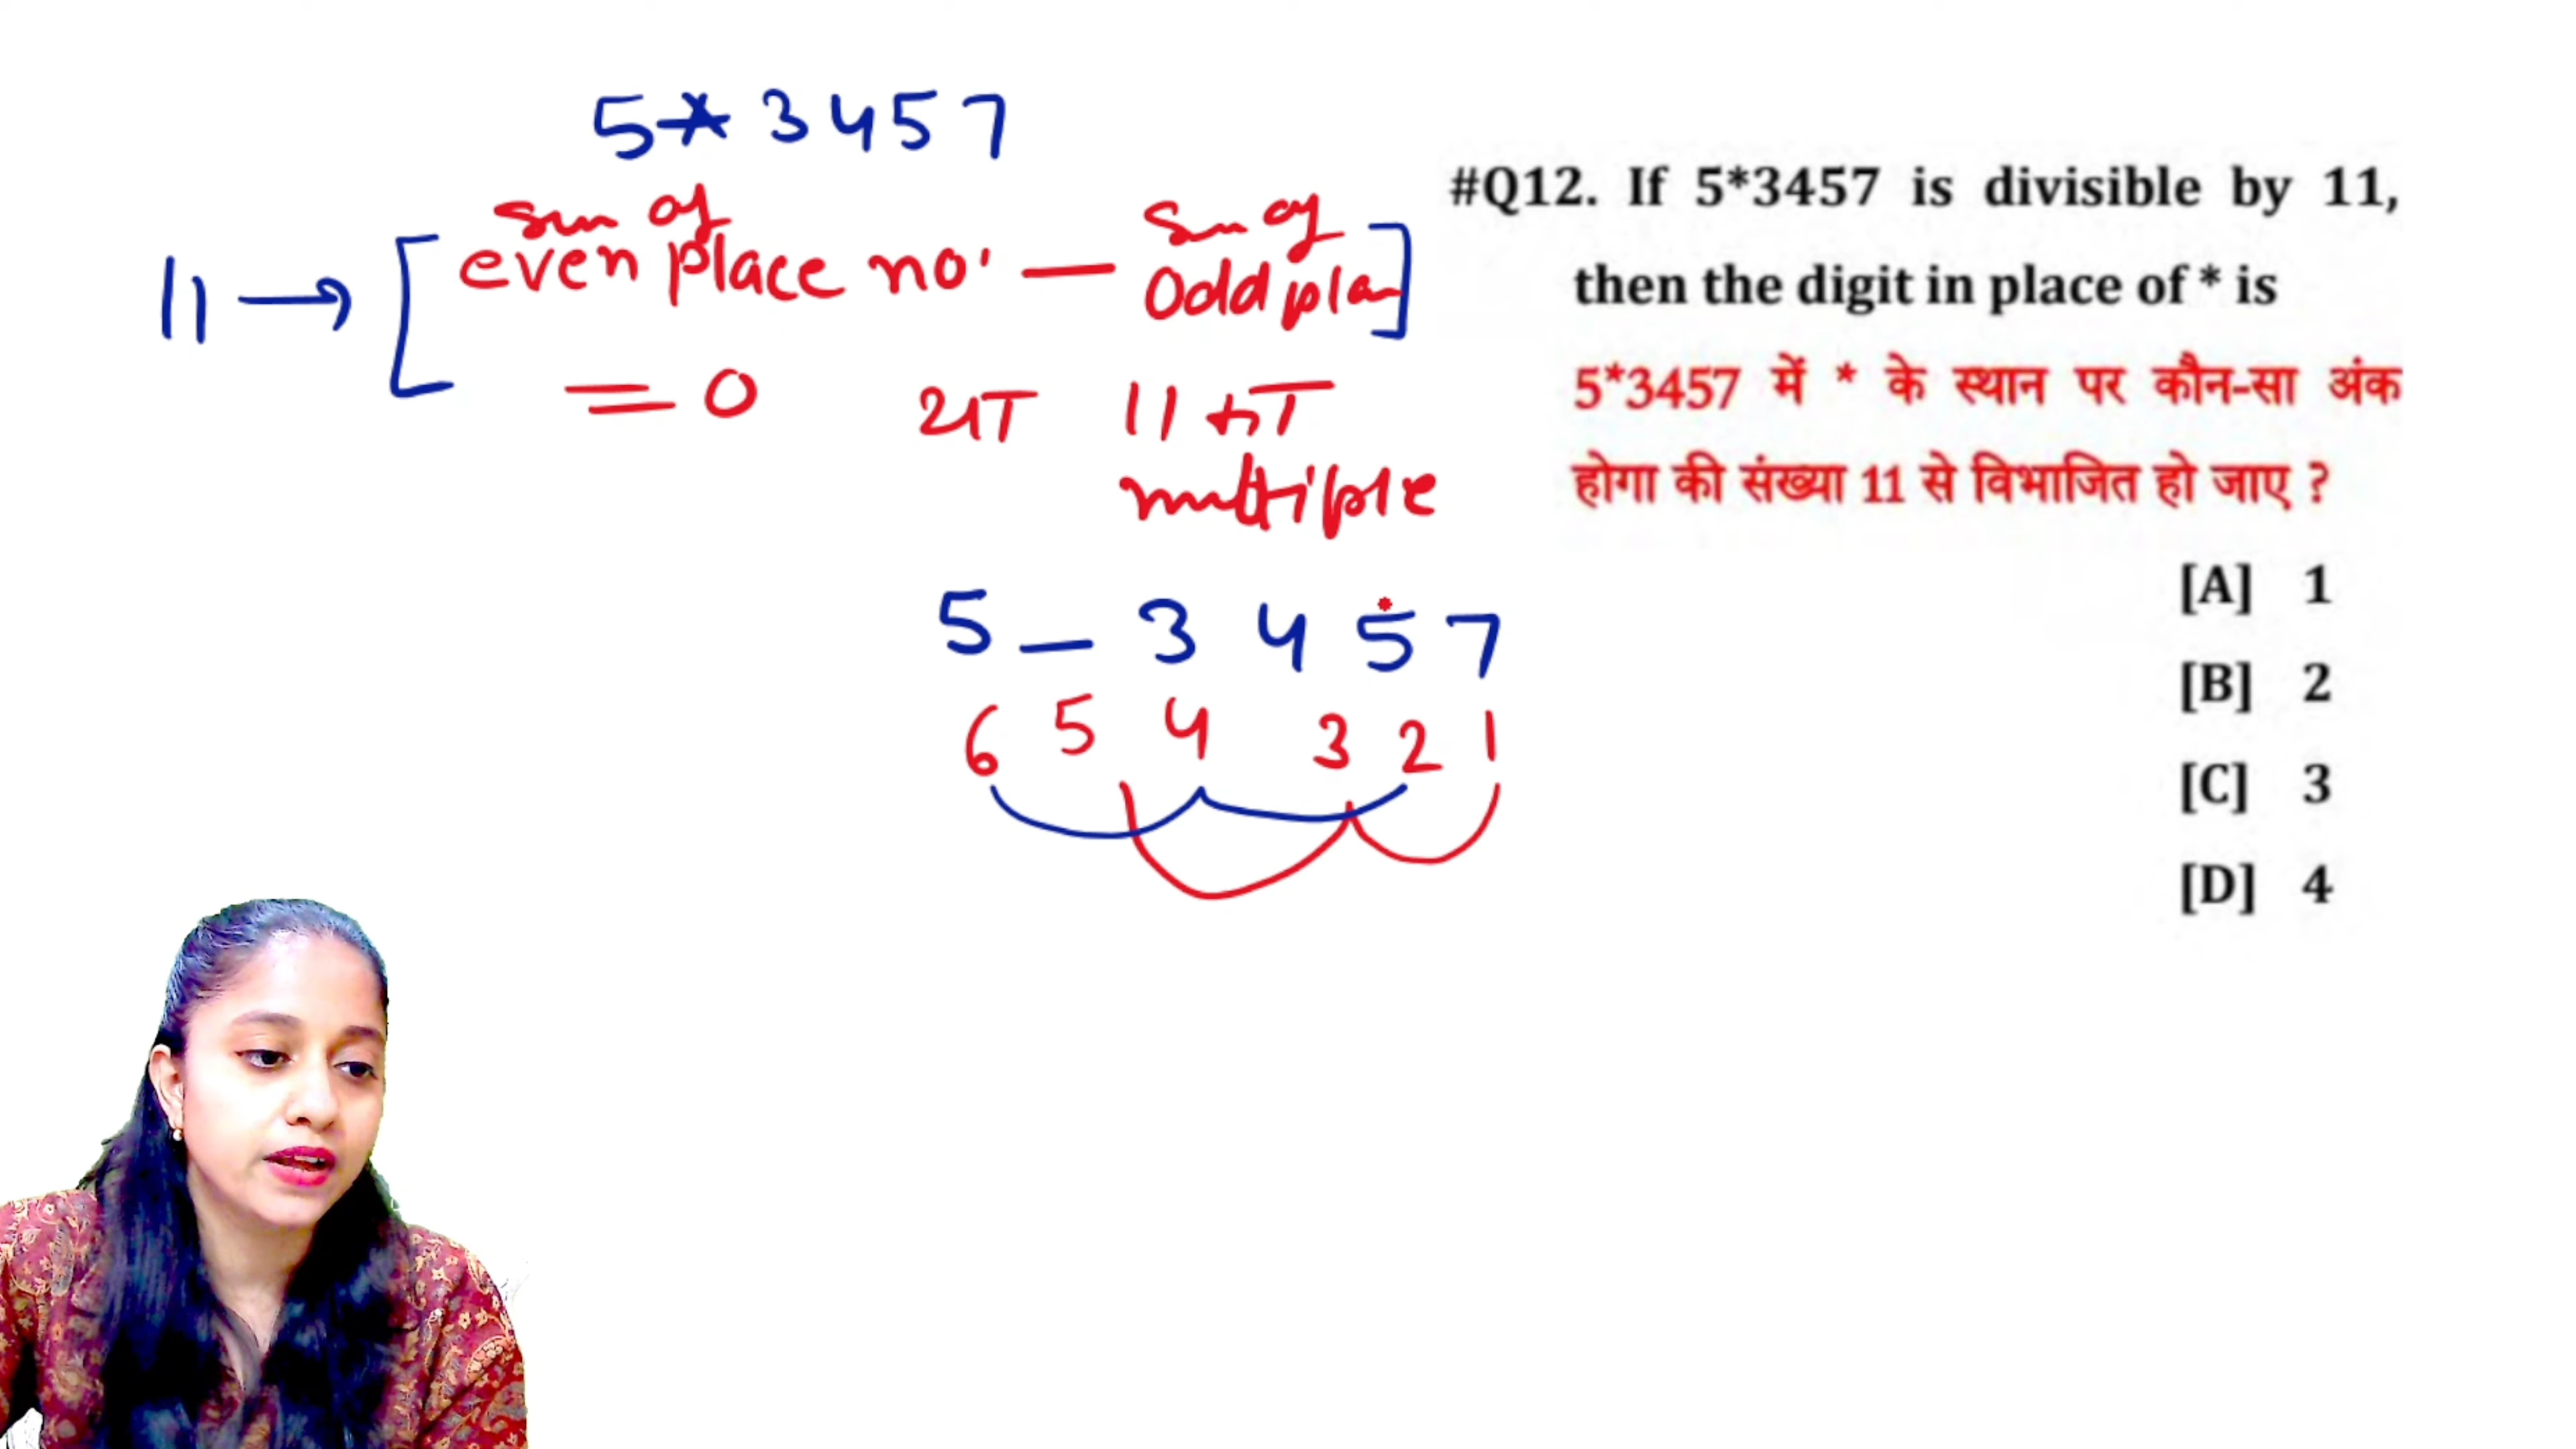 5*3457
sum of
even place no. — sum of
11 → [ odd plan ]
= 0 या 11 का
multiple
5 _ 3 4 5 7
6 5 4 3 2 1
#Q12. If 5*3457 is divisible by 11,
then the digit in place of * is
5*3457 में * के स्थान पर कौन-सा अंक
होगा की संख्या 11 से विभाजित हो जाए ?
[A] 1
[B] 2
[C] 3
[D] 4